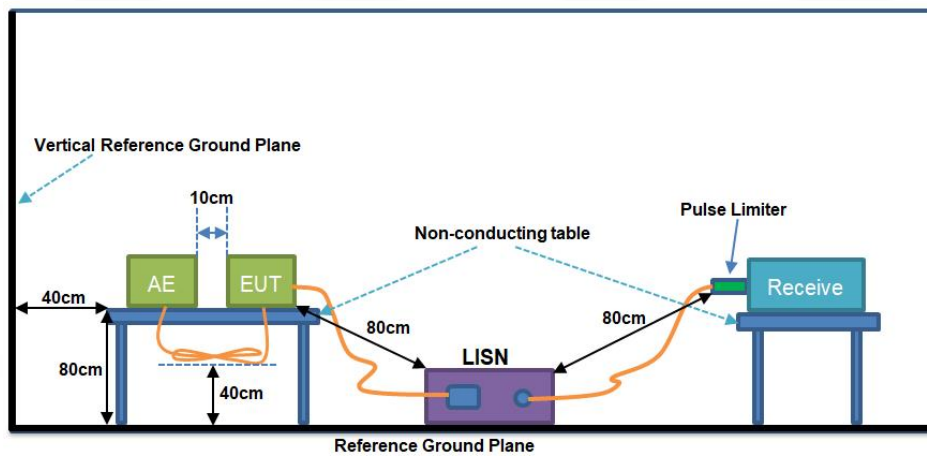 Vertical Reference Ground Plane
10cm
Pulse Limiter
Non-conducting table
AE
EUT
Receive
40cm
80cm
80cm
LISN
80cm
40cm
Reference Ground Plane